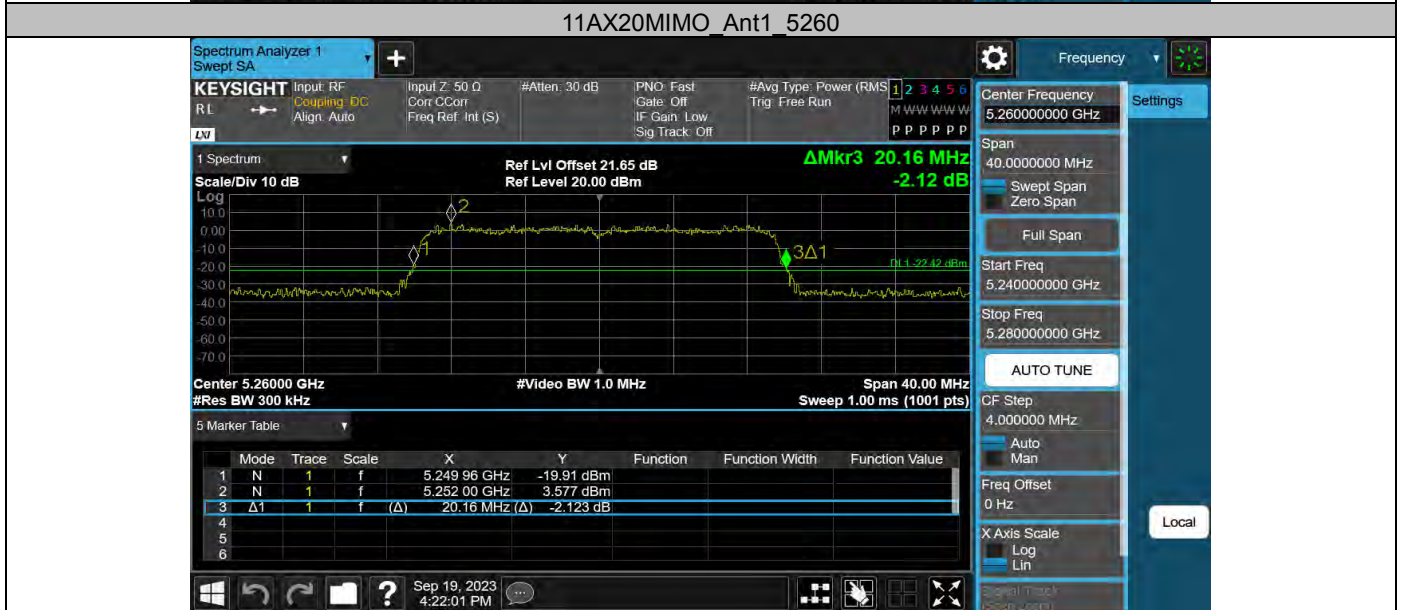 11AX20MIMO_Ant1_5260
Spectrum Analyzer 1
Swept SA
+
Frequency
KEYSIGHT
RL
LXI
Input: RF
Coupling: DC
Align: Auto
Input Z: 50 Ω
Corr CCorr
Freq Ref: Int (S)
#Atten: 30 dB
PNO: Fast
Gate: Off
IF Gain: Low
Sig Track: Off
#Avg Type: Power (RMS
Trig: Free Run
1 2 3 4 5 6
M W W W W W
P P P P P P
Center Frequency
5.260000000 GHz
Settings
Span
40.0000000 MHz
Swept Span
Zero Span
Full Span
Start Freq
5.240000000 GHz
Stop Freq
5.280000000 GHz
AUTO TUNE
CF Step
4.000000 MHz
Auto
Man
Freq Offset
0 Hz
X Axis Scale
Log
Lin
Local
1 Spectrum
Scale/Div 10 dB
Ref Lvl Offset 21.65 dB
Ref Level 20.00 dBm
ΔMkr3 20.16 MHz
-2.12 dB
Log
10.0
0.00
-10.0
-20.0
-30.0
-40.0
-50.0
-60.0
-70.0
1
2
3Δ1
DL1 -22.42 dBm
Center 5.26000 GHz
#Res BW 300 kHz
#Video BW 1.0 MHz
Span 40.00 MHz
Sweep 1.00 ms (1001 pts)
5 Marker Table
Mode Trace Scale X Y Function Function Width Function Value
1 N 1 f 5.249 96 GHz -19.91 dBm
2 N 1 f 5.252 00 GHz 3.577 dBm
3 Δ1 1 f (Δ) 20.16 MHz (Δ) -2.123 dB
4
5
6
?
Sep 19, 2023
4:22:01 PM